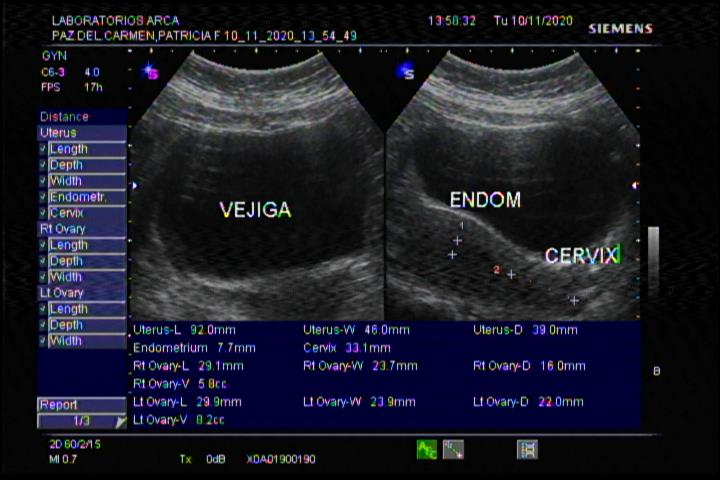 LABORATORIOS ARCA 13:58:32 Tu 10/11/2020
PAZ DEL CARMEN,PATRICIA F 10_11_2020_13_54_49
SIEMENS
GYN
C6-3 4.0
FPS 17h
Distance
Uterus
Length
Depth
Width
Endometr.
Cervix
Rt Ovary
Length
Depth
Width
Lt Ovary
Length
Depth
Width
Report
1/3
S
S
VEJIGA
ENDOM
CERVIX
1
2
Uterus-L 92.0mm Uterus-W 46.0mm Uterus-D 39.0mm
Endometrium 7.7mm Cervix 33.1mm
Rt Ovary-L 29.1mm Rt Ovary-W 23.7mm Rt Ovary-D 16.0mm
Rt Ovary-V 5.8cc
Lt Ovary-L 29.9mm Lt Ovary-W 23.9mm Lt Ovary-D 22.0mm
Lt Ovary-V 8.2cc
B
2D 60/2/15
MI 0.7 Tx 0dB XDA01900190